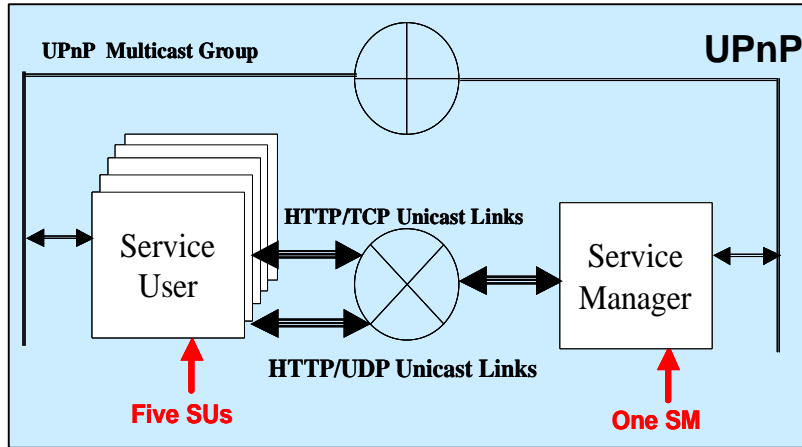 UPnP Multicast Group
UPnP
HTTP/TCP Unicast Links
Service
User
Service
Manager
HTTP/UDP Unicast Links
Five SUs
One SM